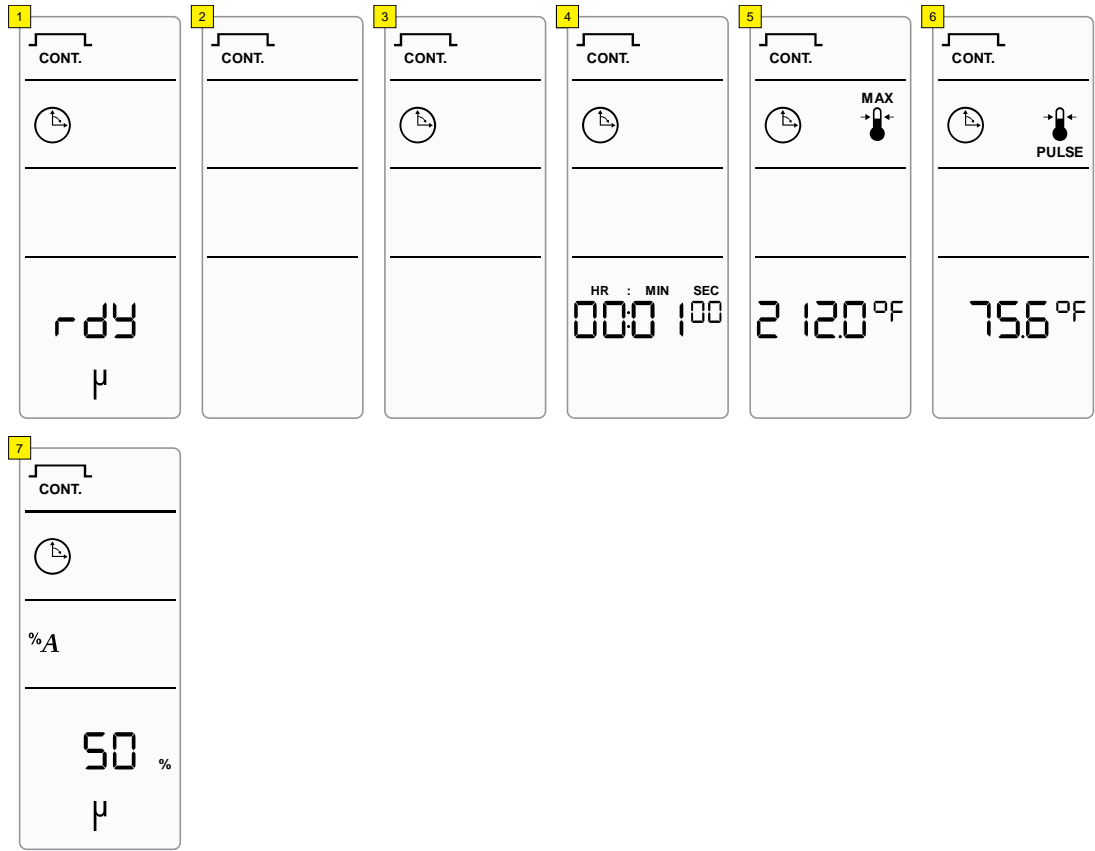 1
CONT.
rdy
µ
2
CONT.
3
CONT.
4
CONT.
HR : MIN SEC
00:01 00
5
CONT.
MAX
212.0 °F
6
CONT.
PULSE
75.6 °F
7
CONT.
%A
50 %
µ